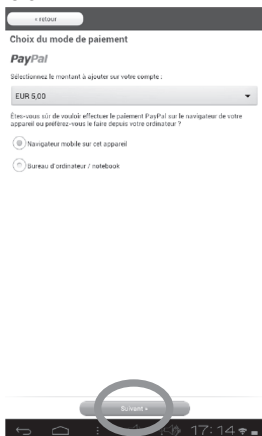 « retour
Choix du mode de paiement
PayPal
Sélectionnez le montant à ajouter sur votre compte :
EUR 5,00
Êtes-vous sûr de vouloir effectuer le paiement PayPal sur le navigateur de votre
appareil ou préférez-vous le faire depuis votre ordinateur ?
Navigateur mobile sur cet appareil
Bureau d'ordinateur / notebook
Suivant »
17:14